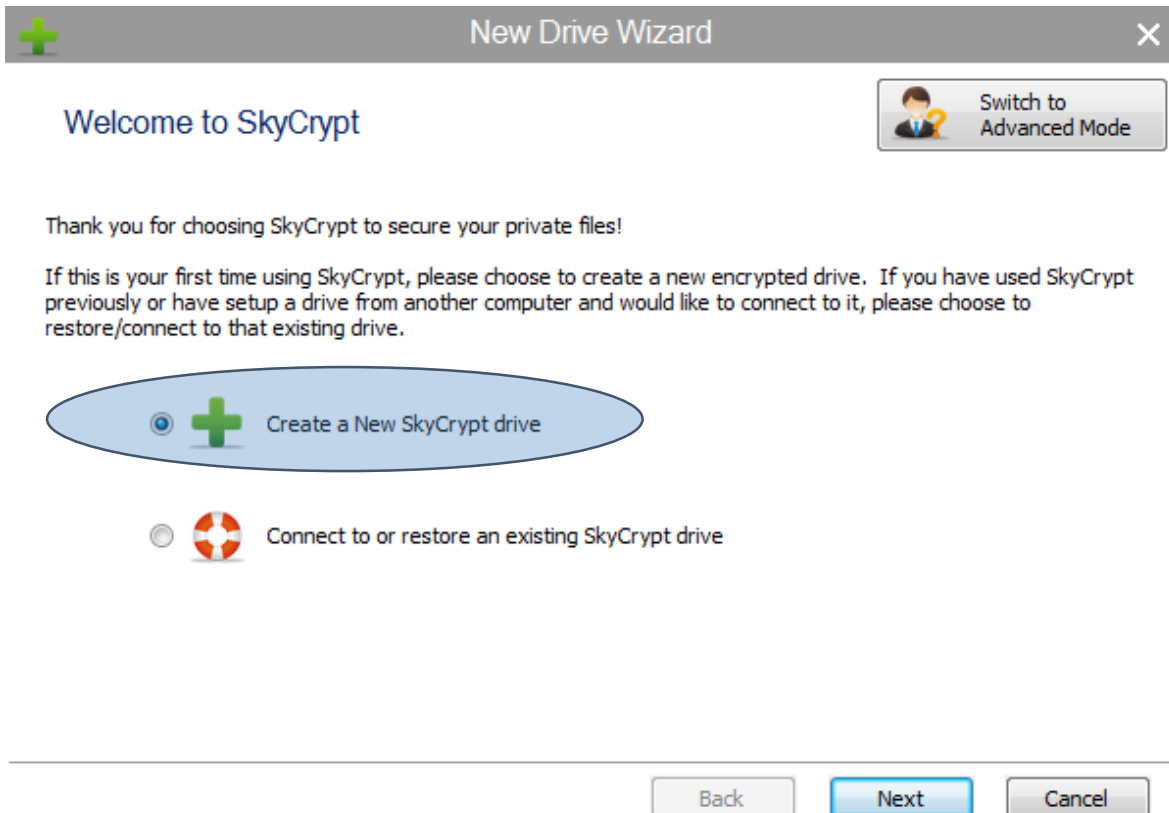 New Drive Wizard
Welcome to SkyCrypt
Switch to
Advanced Mode
Thank you for choosing SkyCrypt to secure your private files!
If this is your first time using SkyCrypt, please choose to create a new encrypted drive.  If you have used SkyCrypt
previously or have setup a drive from another computer and would like to connect to it, please choose to
restore/connect to that existing drive.
Create a New SkyCrypt drive
Connect to or restore an existing SkyCrypt drive
Back
Next
Cancel